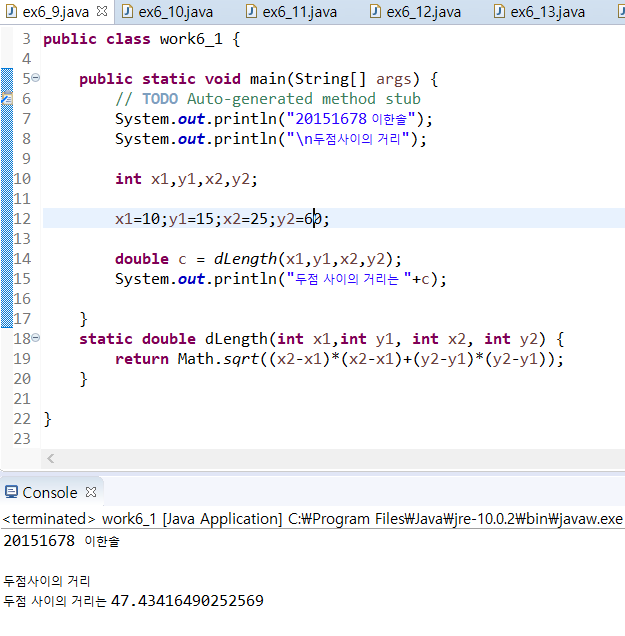 ex6_9.java ex6_10.java ex6_11.java ex6_12.java ex6_13.java
3 public class work6_1 {
4
5 public static void main(String[] args) {
6 // TODO Auto-generated method stub
7 System.out.println("20151678 이한솔");
8 System.out.println("\n두점사이의 거리");
9
10 int x1,y1,x2,y2;
11
12 x1=10;y1=15;x2=25;y2=60;
13
14 double c = dLength(x1,y1,x2,y2);
15 System.out.println("두점 사이의 거리는 "+c);
16
17 }
18 static double dLength(int x1,int y1, int x2, int y2) {
19 return Math.sqrt((x2-x1)*(x2-x1)+(y2-y1)*(y2-y1));
20 }
21
22 }
23
Console
<terminated> work6_1 [Java Application] C:₩Program Files₩Java₩jre-10.0.2₩bin₩javaw.exe
20151678 이한솔
두점사이의 거리
두점 사이의 거리는 47.43416490252569